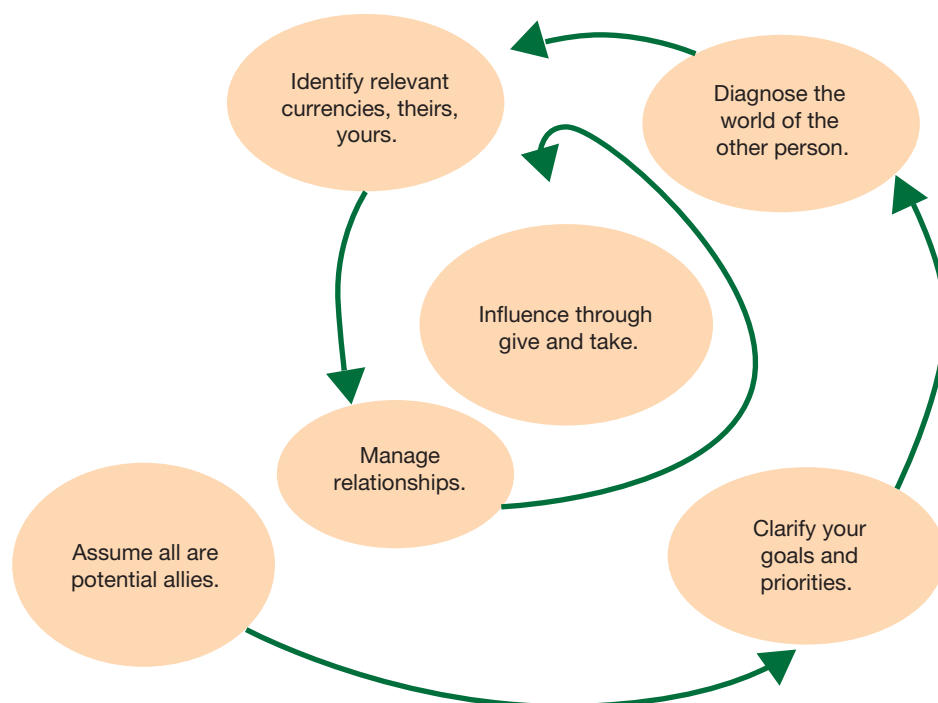 Identify relevant
currencies, theirs,
yours.
Diagnose the
world of the
other person.
Influence through
give and take.
Manage
relationships.
Assume all are
potential allies.
Clarify your
goals and
priorities.